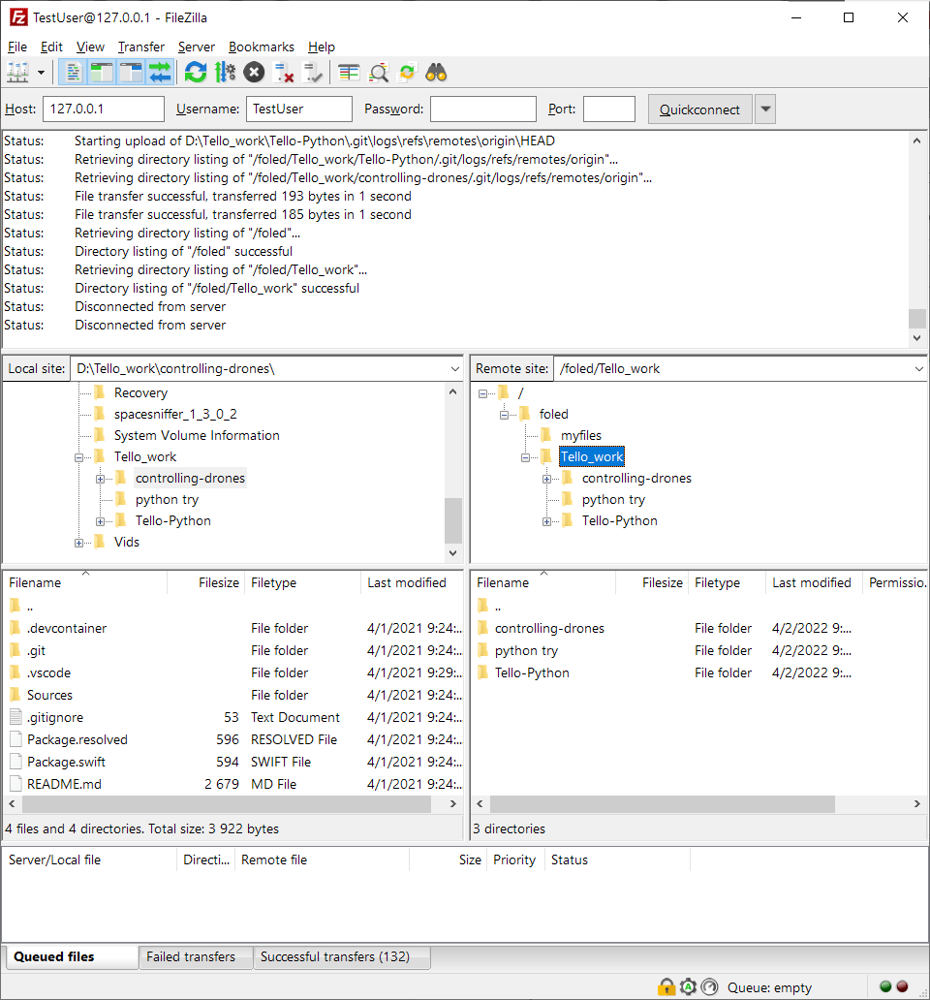 TestUser@127.0.0.1 - FileZilla
File Edit View Transfer Server Bookmarks Help
Host: 127.0.0.1 Username: TestUser Password: Port: Quickconnect
Status: Starting upload of D:\Tello_work\Tello-Python\.git\logs\refs\remotes\origin\HEAD
Status: Retrieving directory listing of "/foled/Tello_work/Tello-Python/.git/logs/refs/remotes/origin"...
Status: Retrieving directory listing of "/foled/Tello_work/controlling-drones/.git/logs/refs/remotes/origin"...
Status: File transfer successful, transferred 193 bytes in 1 second
Status: File transfer successful, transferred 185 bytes in 1 second
Status: Retrieving directory listing of "/foled"...
Status: Directory listing of "/foled" successful
Status: Retrieving directory listing of "/foled/Tello_work"...
Status: Directory listing of "/foled/Tello_work" successful
Status: Disconnected from server
Status: Disconnected from server
Local site: D:\Tello_work\controlling-drones\
Recovery
spacesniffer_1_3_0_2
System Volume Information
Tello_work
controlling-drones
python try
Tello-Python
Vids
Remote site: /foled/Tello_work
/
foled
myfiles
Tello_work
controlling-drones
python try
Tello-Python
Filename Filesize Filetype Last modified
..
.devcontainer File folder 4/1/2021 9:24:..
.git File folder 4/1/2021 9:24:..
.vscode File folder 4/1/2021 9:29:..
Sources File folder 4/1/2021 9:24:..
.gitignore 53 Text Document 4/1/2021 9:24:..
Package.resolved 596 RESOLVED File 4/1/2021 9:24:..
Package.swift 594 SWIFT File 4/1/2021 9:24:..
README.md 2 679 MD File 4/1/2021 9:24:..
4 files and 4 directories. Total size: 3 922 bytes
Filename Filesize Filetype Last modified Permissio.
..
controlling-drones File folder 4/2/2022 9:...
python try File folder 4/2/2022 9:...
Tello-Python File folder 4/2/2022 9:...
3 directories
Server/Local file Directi... Remote file Size Priority Status
Queued files Failed transfers Successful transfers (132)
Queue: empty